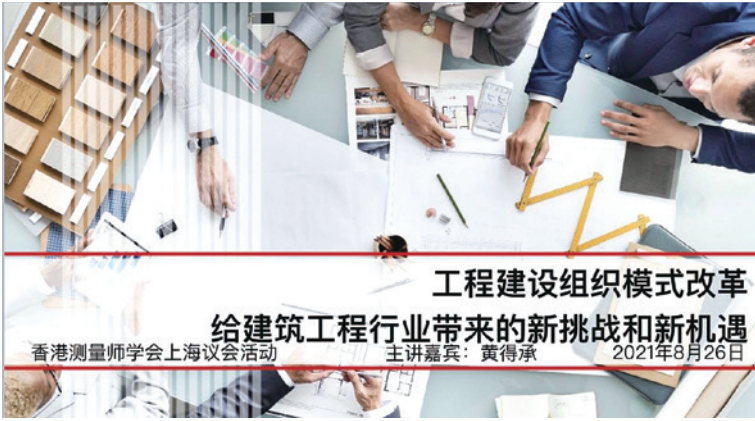 工程建设组织模式改革
给建筑工程行业带来的新挑战和新机遇
香港测量师学会上海议会活动 主讲嘉宾：黄得承 2021年8月26日